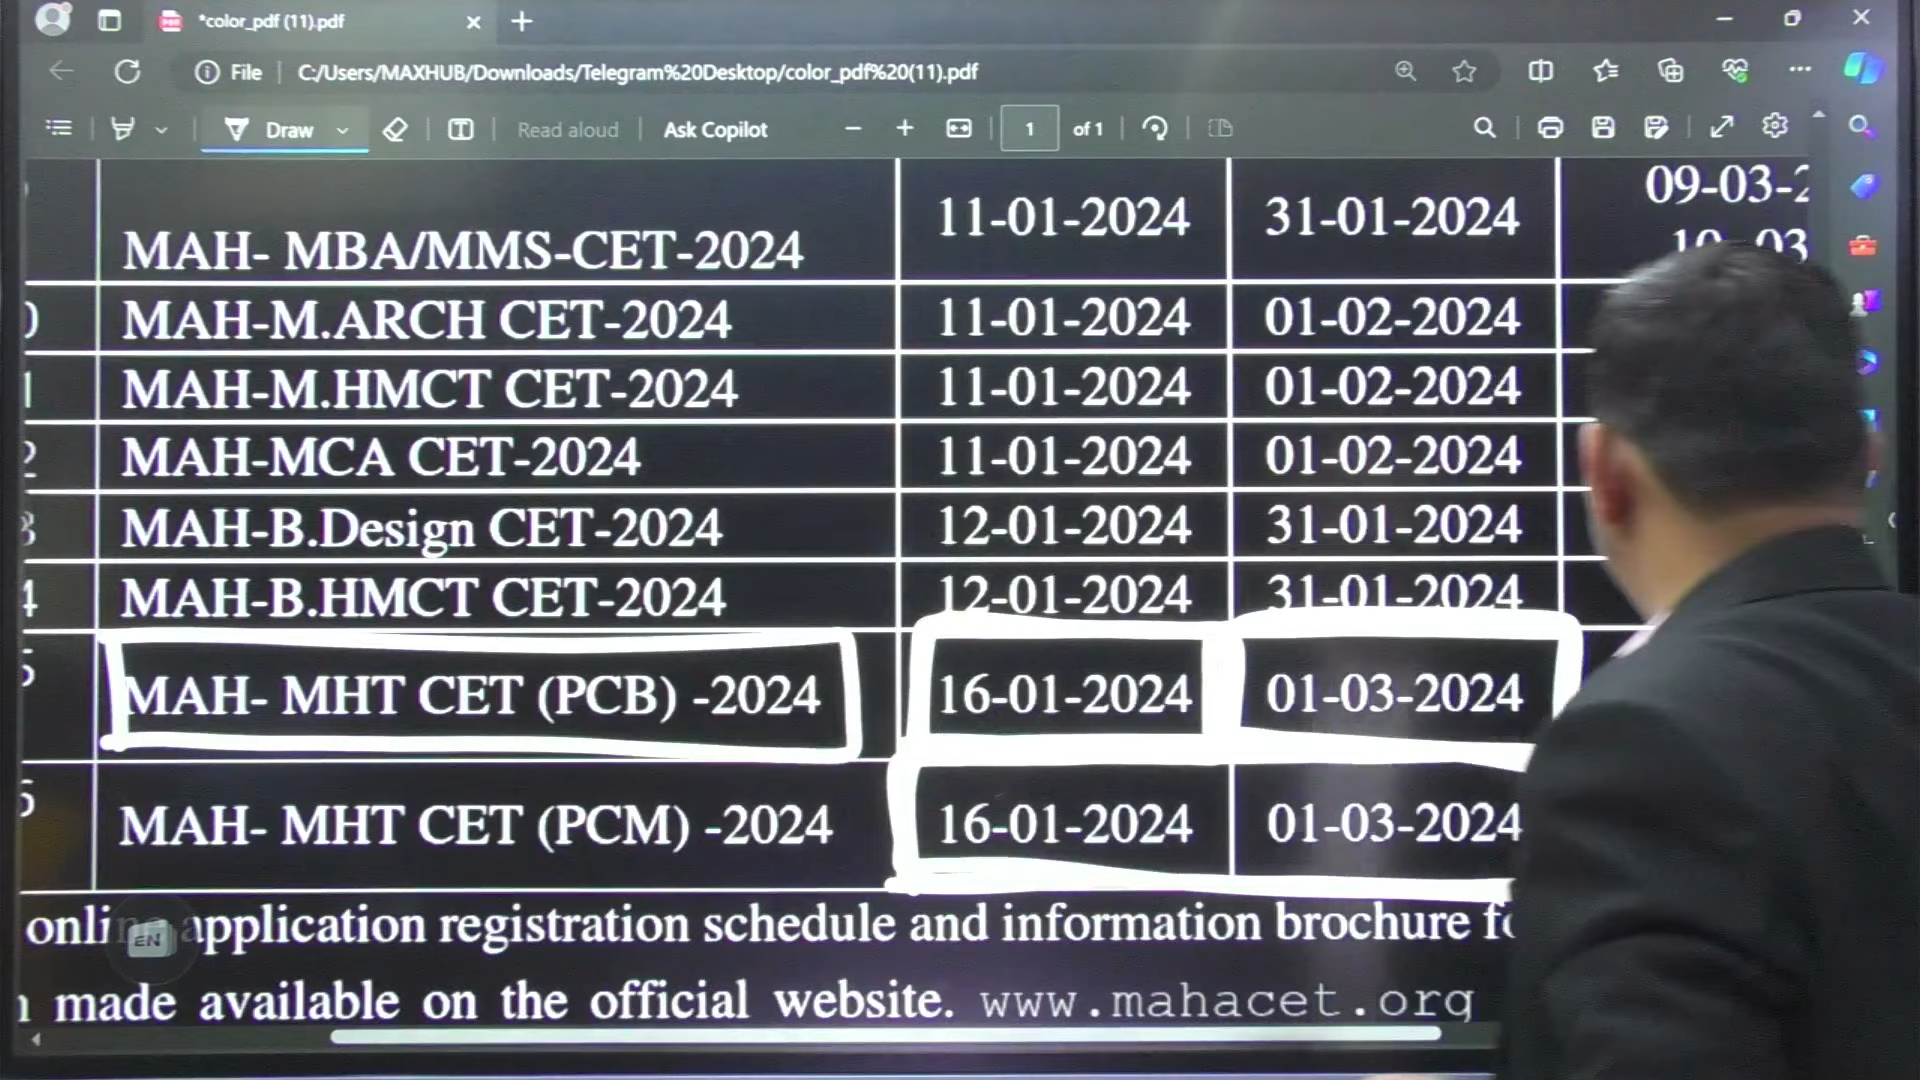 *color_pdf (11).pdf
File
C:/Users/MAXHUB/Downloads/Telegram%20Desktop/color_pdf%20(11).pdf
Draw
Read aloud
Ask Copilot
1
of 1
MAH- MBA/MMS-CET-2024 11-01-2024 31-01-2024 09-03-
MAH-M.ARCH CET-2024 11-01-2024 01-02-2024
MAH-M.HMCT CET-2024 11-01-2024 01-02-2024
MAH-MCA CET-2024 11-01-2024 01-02-2024
MAH-B.Design CET-2024 12-01-2024 31-01-2024
MAH-B.HMCT CET-2024 12-01-2024 31-01-2024
MAH- MHT CET (PCB) -2024 16-01-2024 01-03-2024
MAH- MHT CET (PCM) -2024 16-01-2024 01-03-2024
application registration schedule and information brochure
made available on the official website. www.mahacet.org
EN